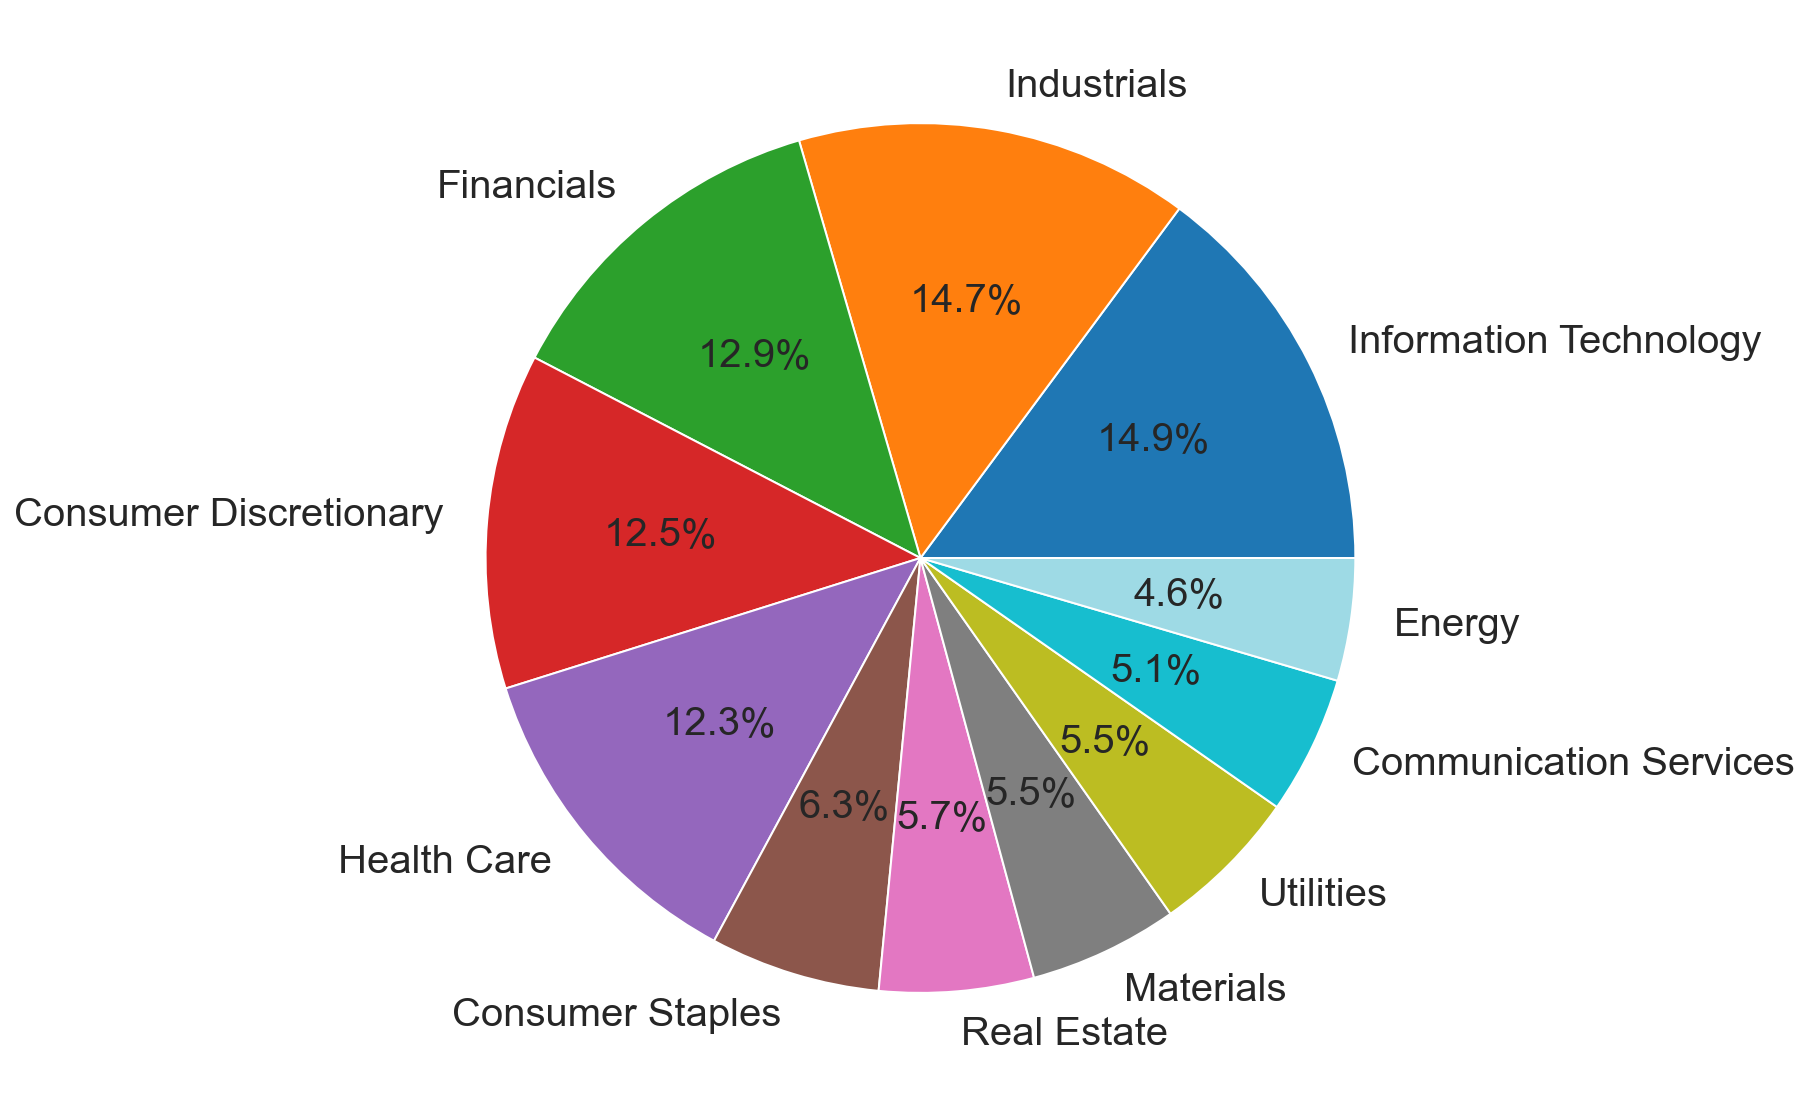 Industrials
Financials
14.7%
Information Technology
12.9%
14.9%
Consumer Discretionary
12.5%
4.6%
Energy
5.1%
12.3%
5.5%
Communication Services
6.3%
5.7%
5.5%
Health Care
Utilities
Materials
Consumer Staples
Real Estate